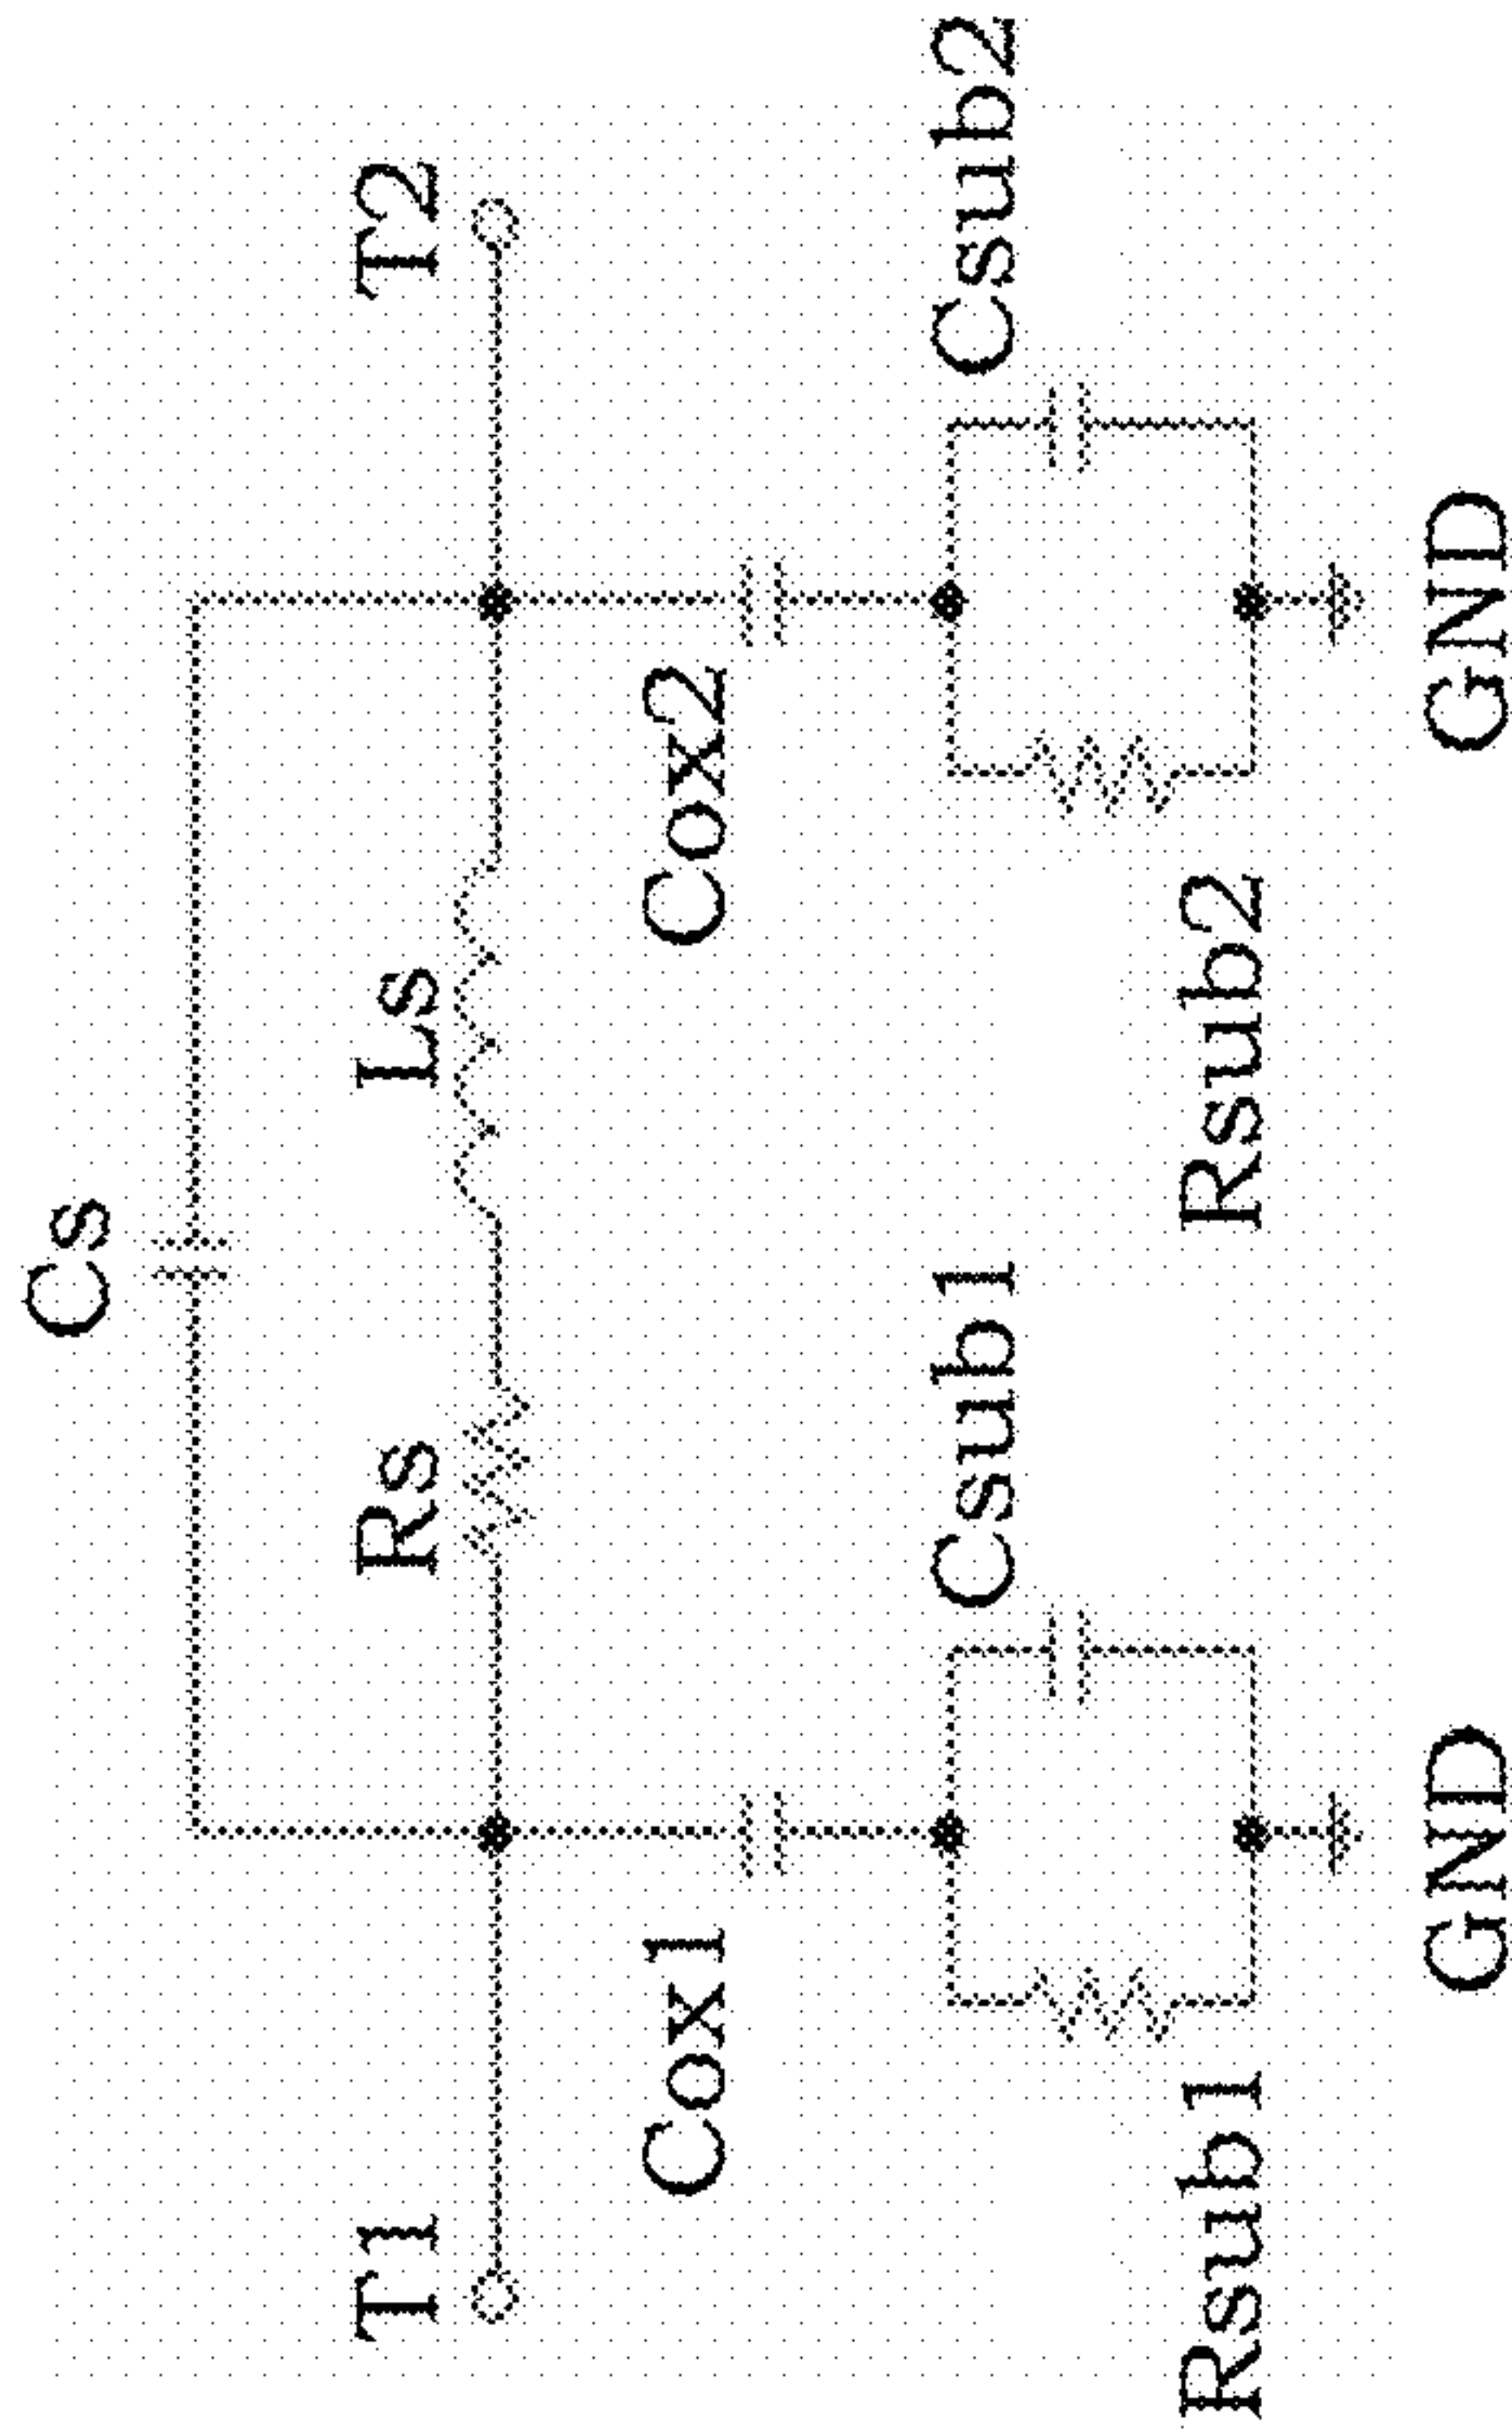 Cs
T1
Rs
Ls
T2
Cox1
Cox2
Csub1
Csub2
Rsub1
Rsub2
GND
GND